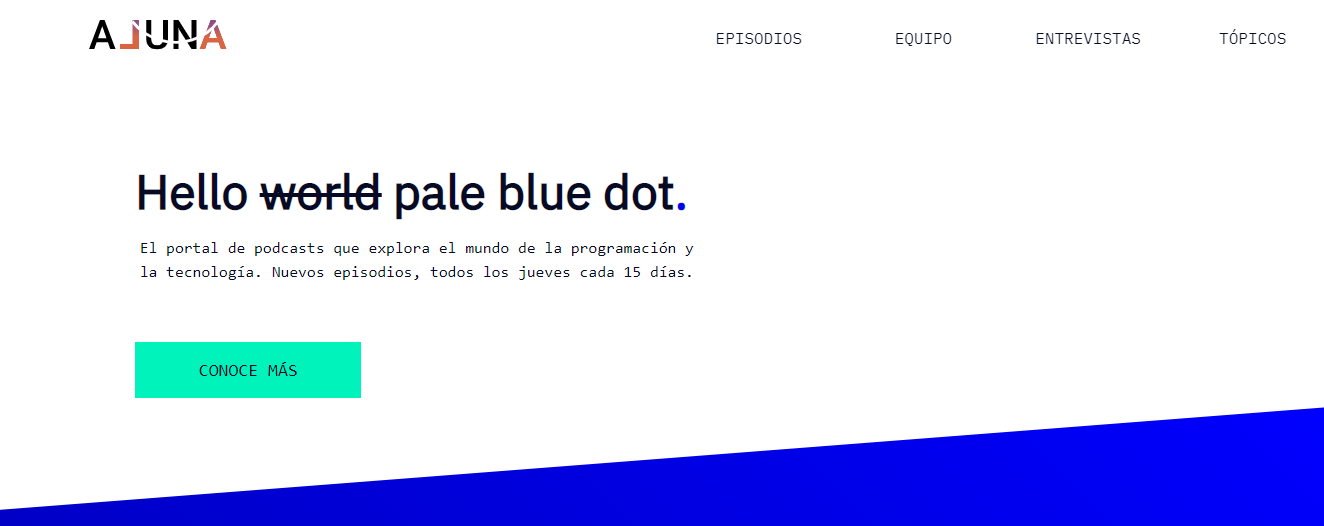 ALUNA
EPISODIOS
EQUIPO
ENTREVISTAS
TÓPICOS
Hello world pale blue dot.
El portal de podcasts que explora el mundo de la programación y
la tecnología. Nuevos episodios, todos los jueves cada 15 días.
CONOCE MÁS